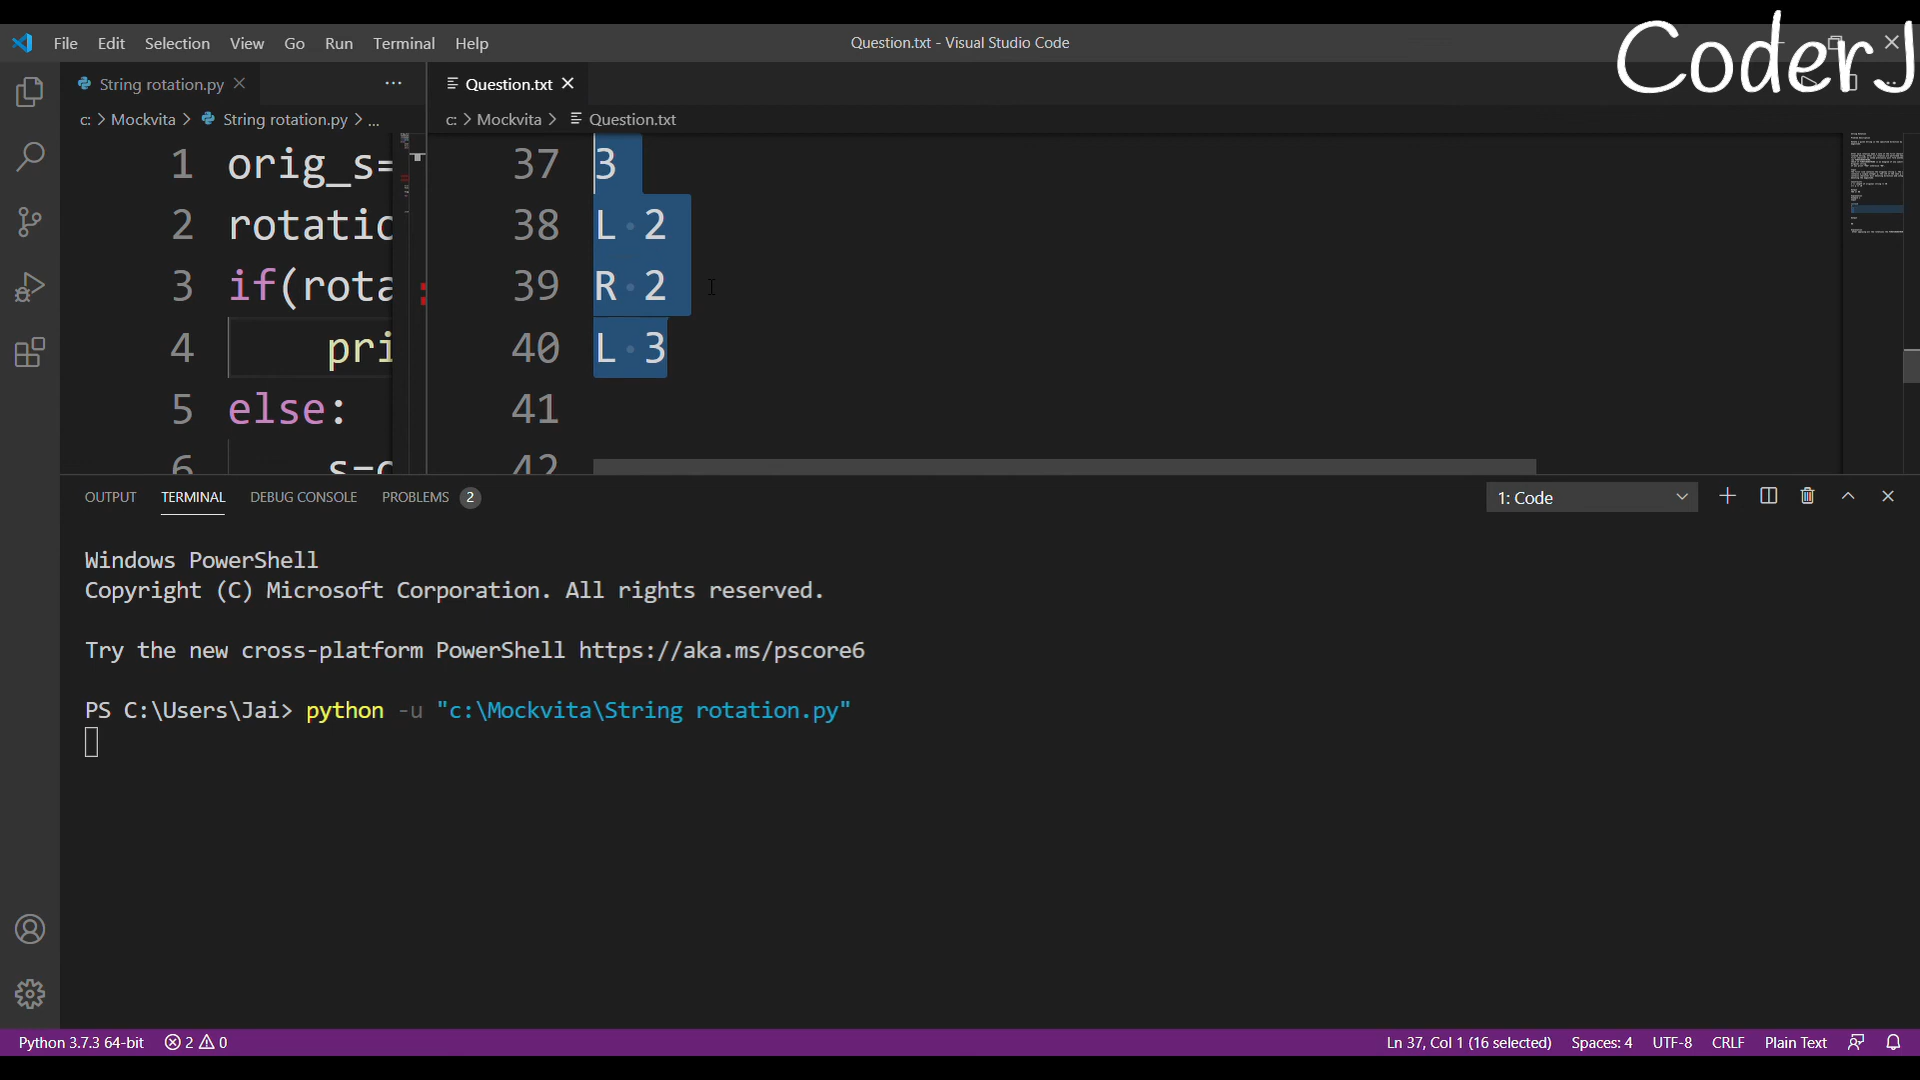 CoderJ
File Edit Selection View Go Run Terminal Help
Question.txt - Visual Studio Code
String rotation.py
Question.txt
c: > Mockvita > String rotation.py > ...
c: > Mockvita > Question.txt
1 orig_s=
2 rotatio
3 if(rota
4 pri
5 else:
6
37 3
38 L 2
39 R 2
40 L 3
41
42
OUTPUT TERMINAL DEBUG CONSOLE PROBLEMS 2
1: Code
Windows PowerShell
Copyright (C) Microsoft Corporation. All rights reserved.
Try the new cross-platform PowerShell https://aka.ms/pscore6
PS C:\Users\Jai> python -u "c:\Mockvita\String rotation.py"
Python 3.7.3 64-bit
2 0
Ln 37, Col 1 (16 selected) Spaces: 4 UTF-8 CRLF Plain Text